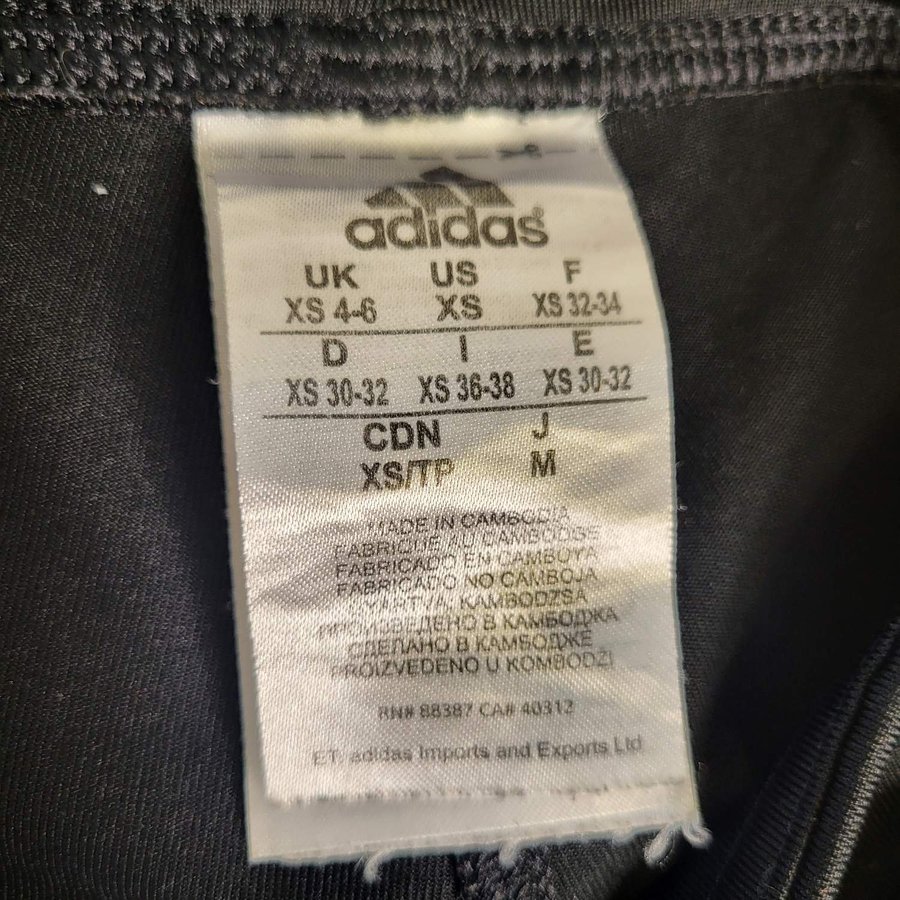 adidas®
UK US F
XS 4-6 XS XS 32-34
D I E
XS 30-32 XS 36-38 XS 30-32
CDN J
XS/TP M
MADE IN CAMBODIA
FABRIQUE AU CAMBODGE
FABRICADO EN CAMBOYA
FABRICADO NO CAMBOJA
GYARTVA: KAMBODZSA
ПРОИЗВЕДЕНО В КАМБОДЖА
СДЕЛАНО В КАМБОДЖЕ
PROIZVEDENO U KOMBODŽI
RN# 88387 CA# 40312
ET: adidas Imports and Exports Ltd